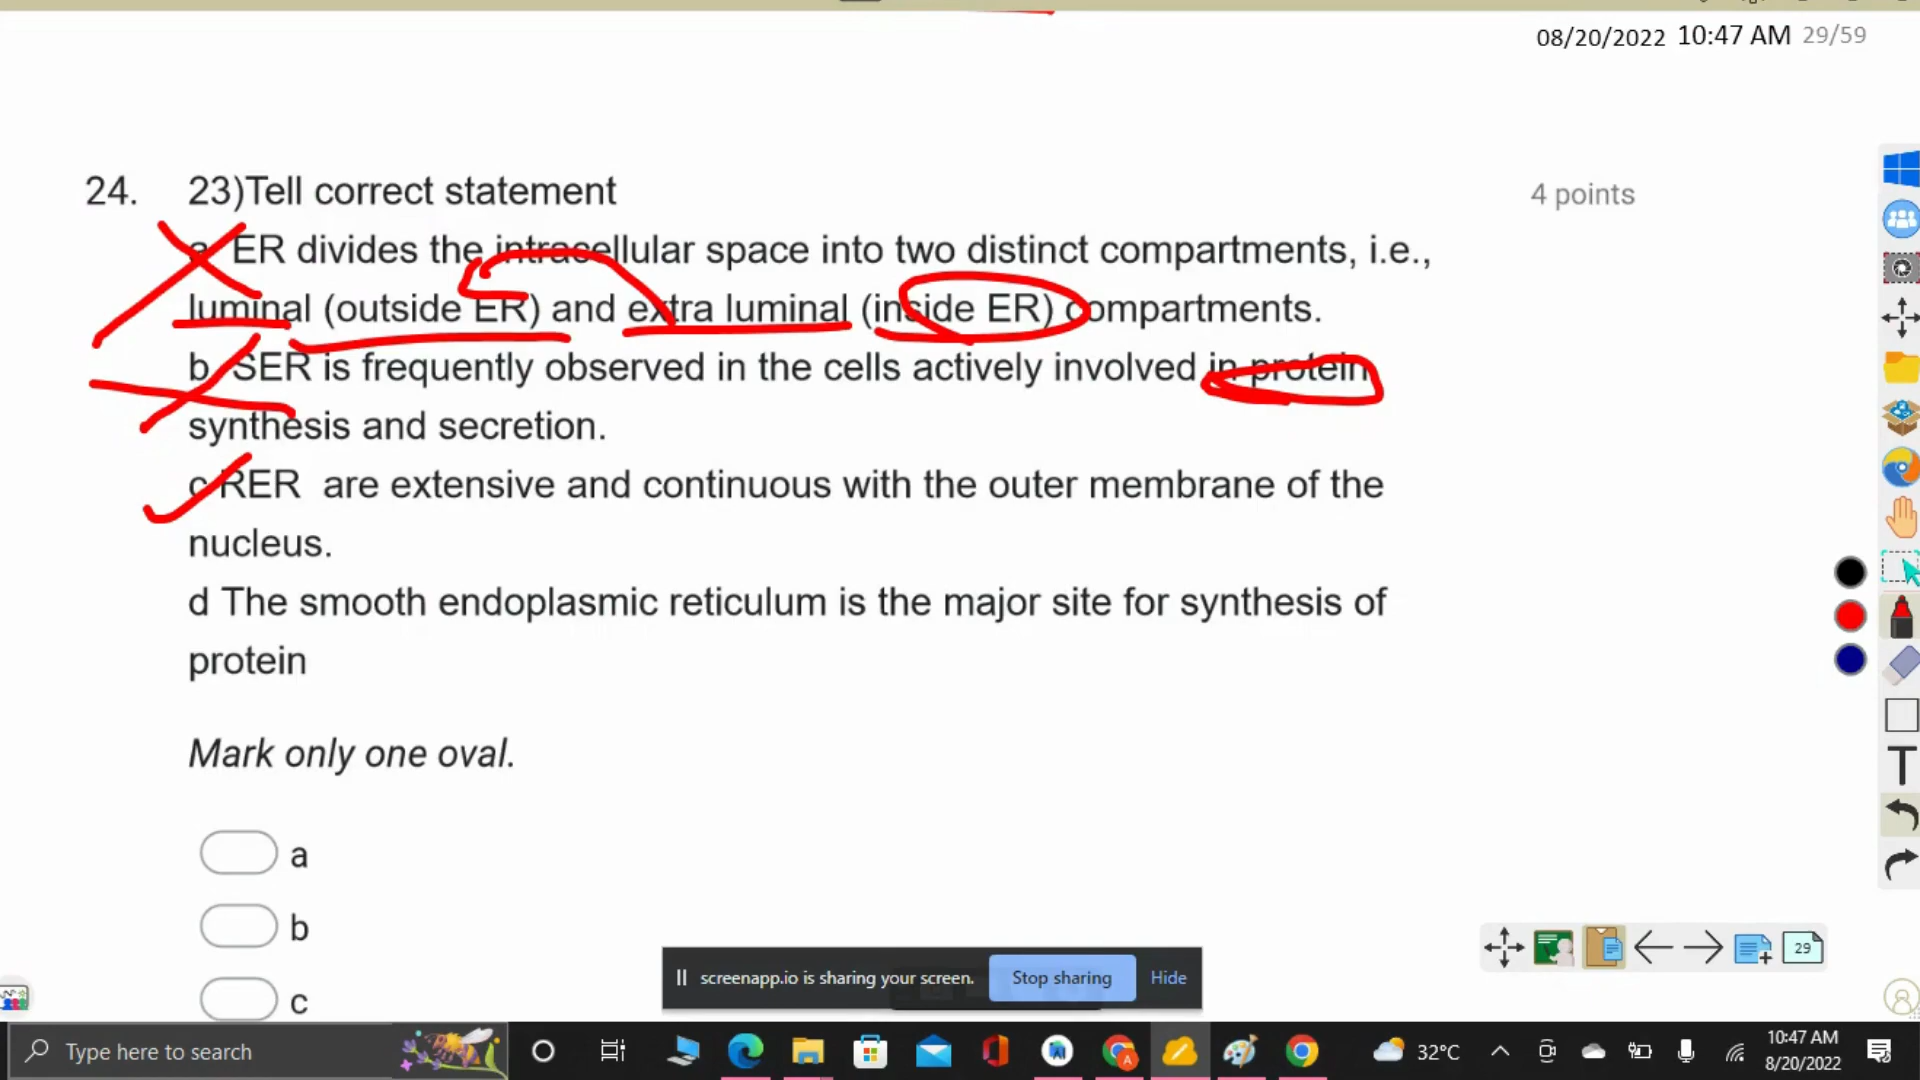 08/20/2022 10:47 AM 29/59
24. 23)Tell correct statement 4 points
a ER divides the intracellular space into two distinct compartments, i.e.,
luminal (outside ER) and extra luminal (inside ER) compartments.
b SER is frequently observed in the cells actively involved in protein
synthesis and secretion.
c RER are extensive and continuous with the outer membrane of the
nucleus.
d The smooth endoplasmic reticulum is the major site for synthesis of
protein
Mark only one oval.
a
b
c
29
screenapp.io is sharing your screen. Stop sharing Hide
Type here to search
32°C
10:47 AM
8/20/2022